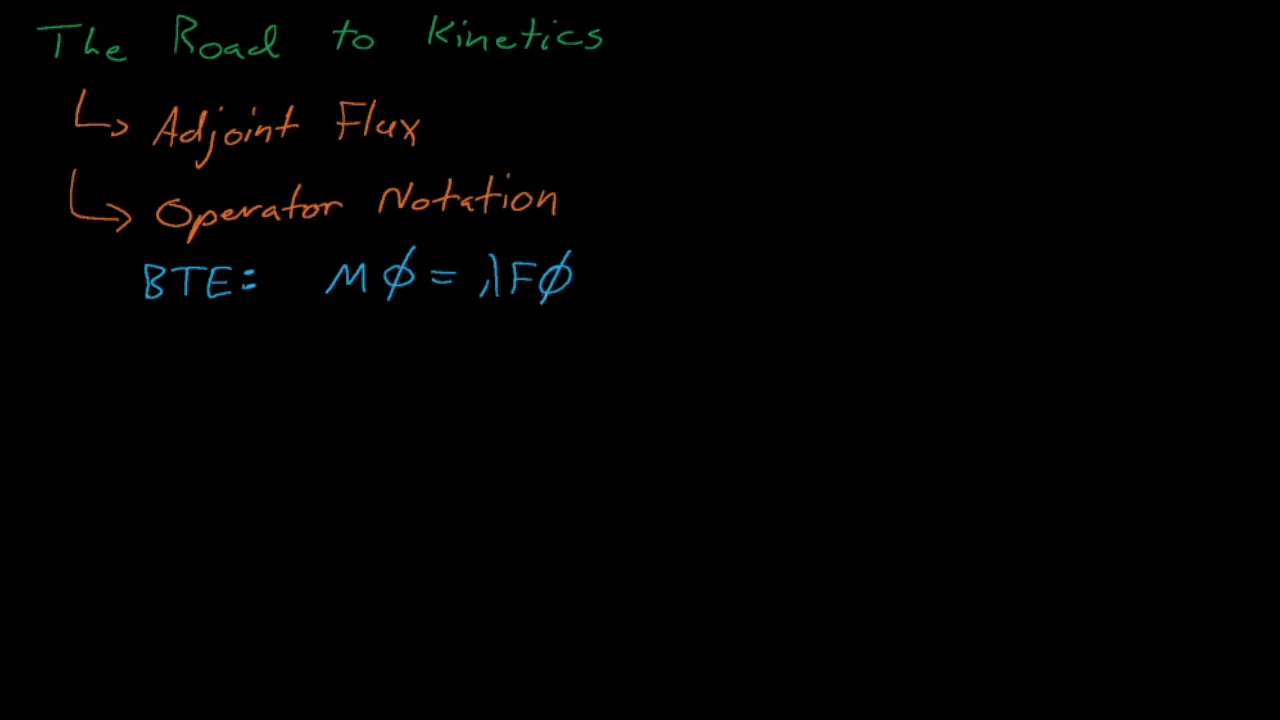 The Road to Kinetics
↳ Adjoint Flux
↳ Operator Notation
BTE: Mϕ = λFϕ